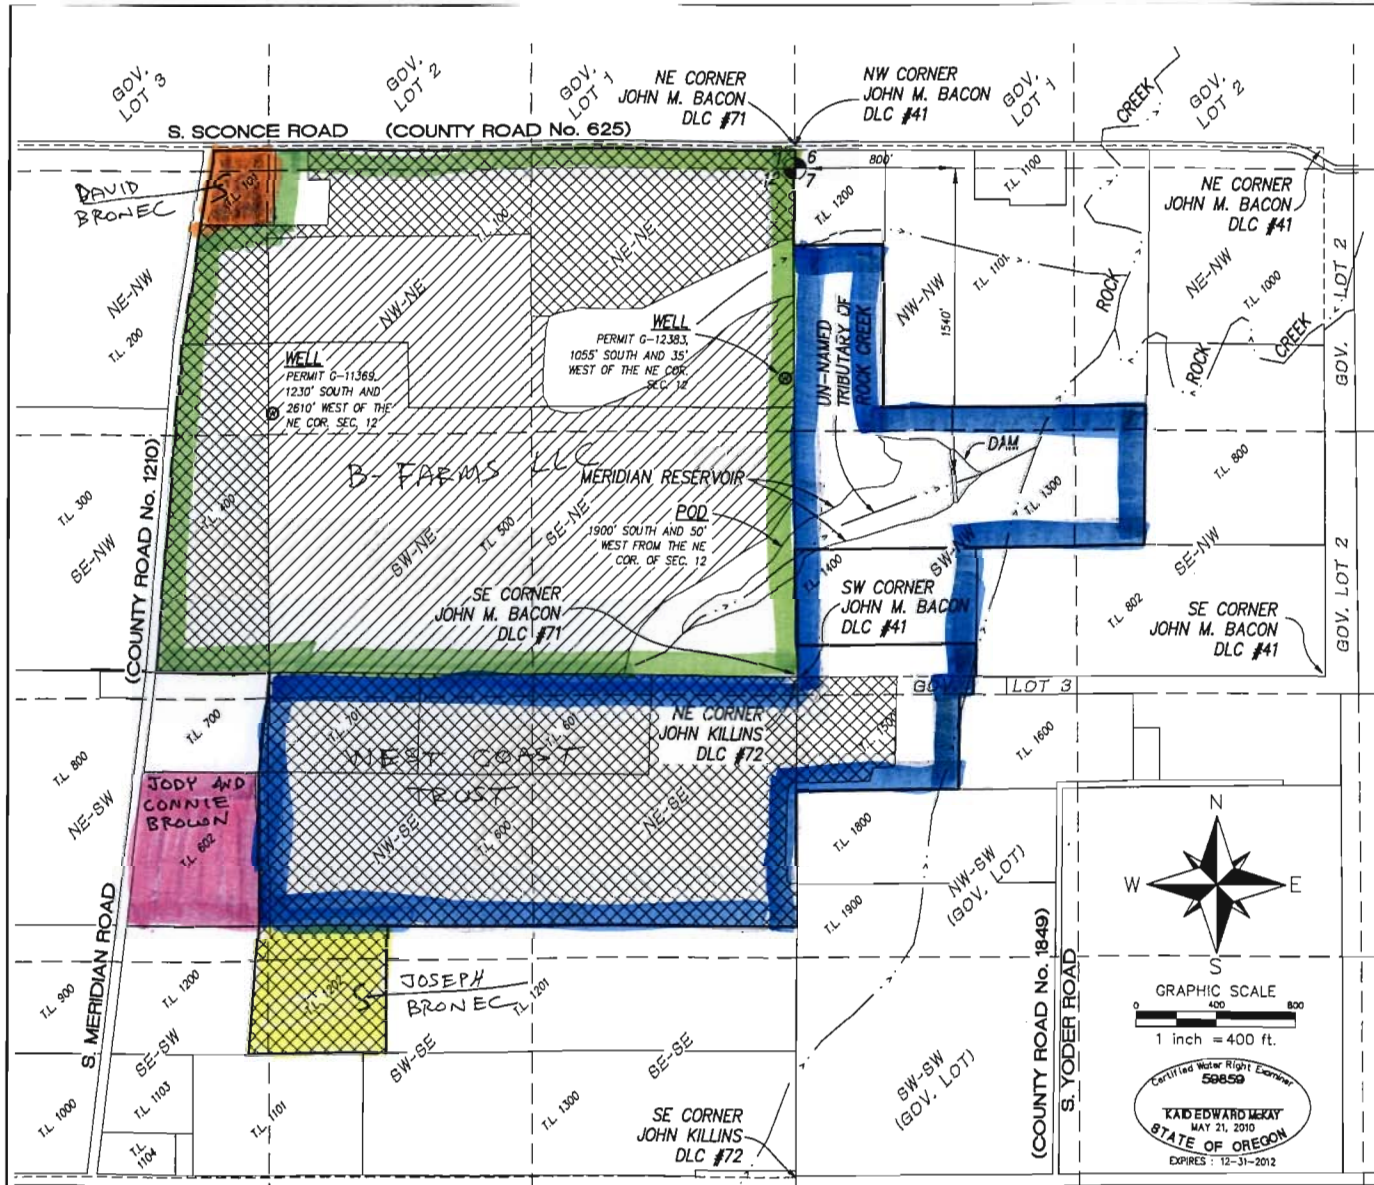 GOV.
LOT 3
GOV.
LOT 2
GOV.
LOT 1
NE CORNER
JOHN M. BACON
DLC #71
NW CORNER
JOHN M. BACON
DLC #41
GOV.
LOT 1
CREEK
GOV.
LOT 2
S. SCONCE ROAD (COUNTY ROAD No. 625)
6
7
800'
T.L. 1100
T.L. 1200
NE CORNER
JOHN M. BACON
DLC #41
DAVID
BRONEC
T.L. 100
NE-NE
NE-NW
T.L. 200
NW-NE
WELL
PERMIT G-11369,
1230' SOUTH AND
2610' WEST OF THE
NE COR. SEC. 12
WELL
PERMIT G-12383,
1055' SOUTH AND 35'
WEST OF THE NE COR.
SEC. 12
UN-NAMED
TRIBUTARY OF
ROCK CREEK
NW-NW
1540'
T.L. 1101
ROCK
NE-NW
T.L. 1000
ROCK
CREEK
GOV. LOT 2
B-FARMS LLC
DAM
MERIDIAN RESERVOIR
T.L. 1300
T.L. 800
T.L. 300
SE-NW
T.L. 400
SW-NE
T.L. 500
SE-NE
POD
1900' SOUTH AND 50'
WEST FROM THE NE
COR. OF SEC. 12
T.L. 1400
SW-NW
SE-NW
T.L. 802
SE CORNER
JOHN M. BACON
DLC #71
SW CORNER
JOHN M. BACON
DLC #41
SE CORNER
JOHN M. BACON
DLC #41
GOV. LOT 2
(COUNTY ROAD No. 1210)
LOT 3
T.L. 700
T.L. 701
T.L. 601
NE CORNER
JOHN KILLINS
DLC #72
T.L. 1500
T.L. 1600
T.L. 800
NE-SW
WEST COAST
TRUST
JODY AND
CONNIE
BROWN
T.L. 602
NW-SE
T.L. 600
NE-SE
T.L. 1800
NW-SW
(GOV. LOT)
T.L. 1900
N
W
E
S
S. MERIDIAN ROAD
T.L. 900
T.L. 1200
SE-SW
T.L. 1202
JOSEPH
BRONEC
T.L. 1201
SW-SE
SE-SE
SW-SW
(GOV. LOT)
(COUNTY ROAD No. 1849)
S. YODER ROAD
GRAPHIC SCALE
0 400 800
1 inch = 400 ft.
T.L. 1000
T.L. 1103
T.L. 1104
T.L. 1101
T.L. 1300
SE CORNER
JOHN KILLINS
DLC #72
Certified Water Right Examiner
59859
KAID EDWARD McKAY
MAY 21, 2010
STATE OF OREGON
EXPIRES : 12-31-2012